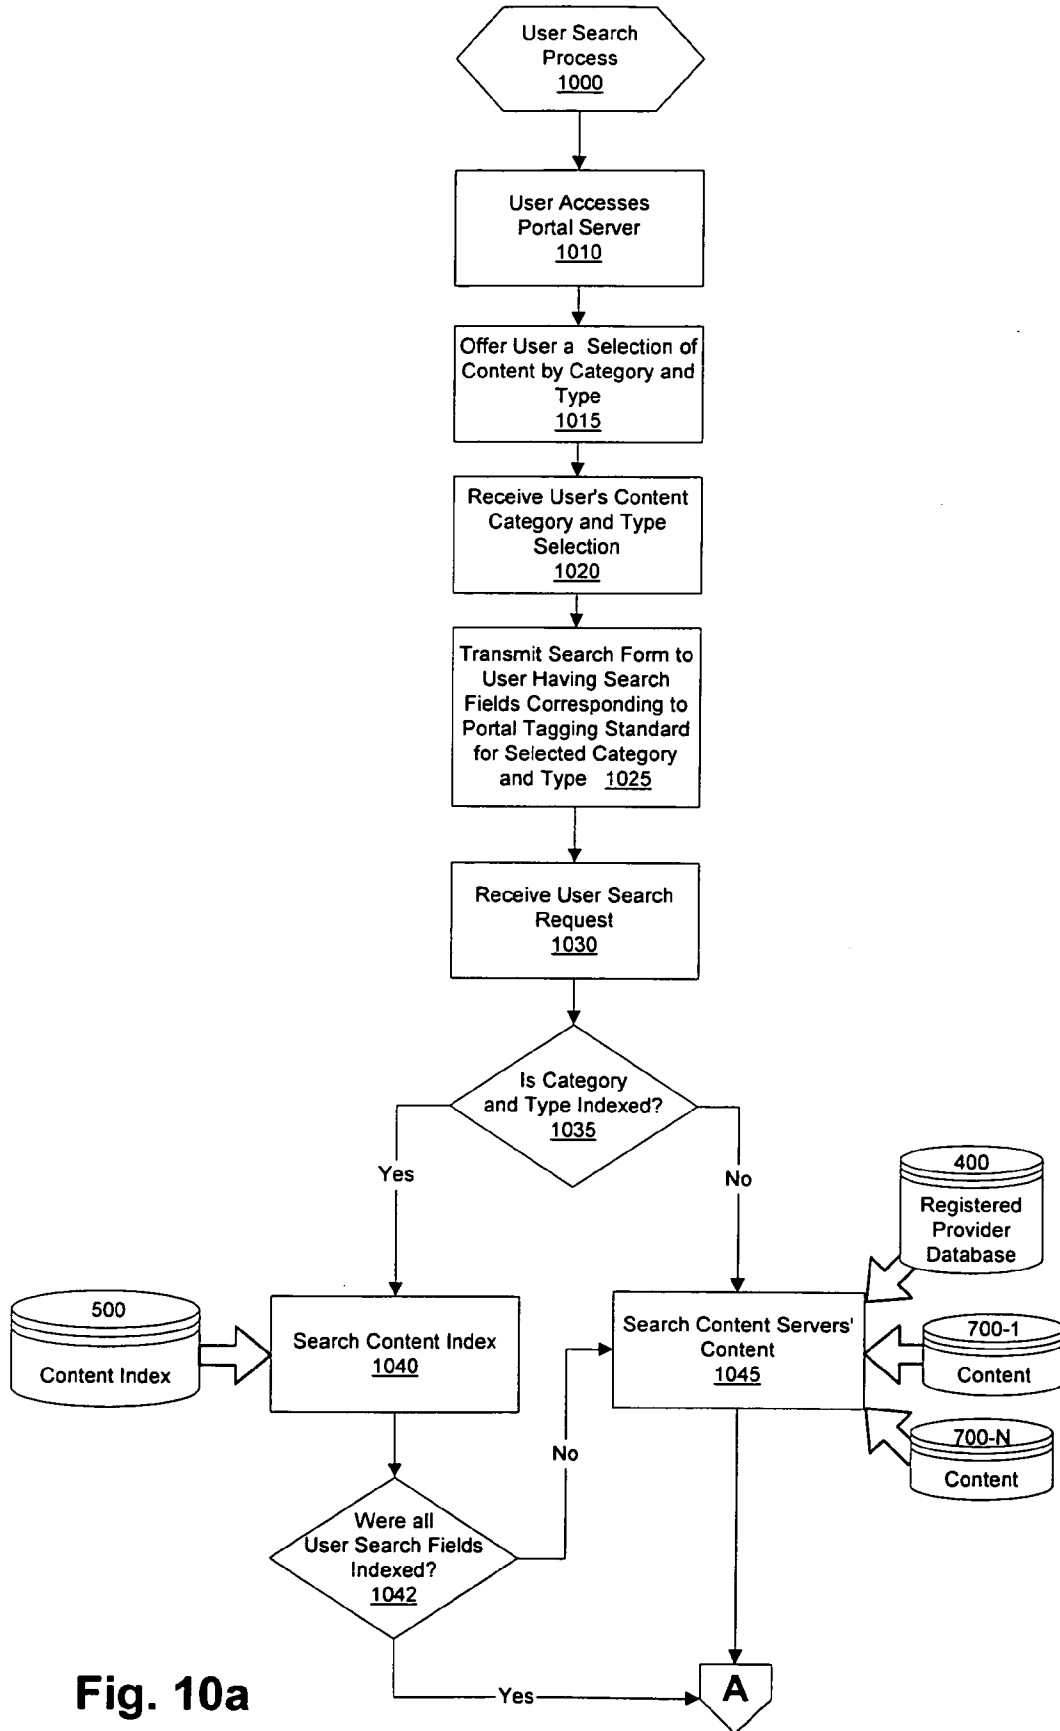 User Search
Process
1000
User Accesses
Portal Server
1010
Offer User a Selection of
Content by Category and
Type
1015
Receive User's Content
Category and Type
Selection
1020
Transmit Search Form to
User Having Search
Fields Corresponding to
Portal Tagging Standard
for Selected Category
and Type 1025
Receive User Search
Request
1030
Is Category
and Type Indexed?
1035
Yes
No
400
Registered
Provider
Database
500
Content Index
Search Content Index
1040
Search Content Servers'
Content
1045
700-1
Content
700-N
Content
No
Were all
User Search Fields
Indexed?
1042
Yes
A
Fig. 10a